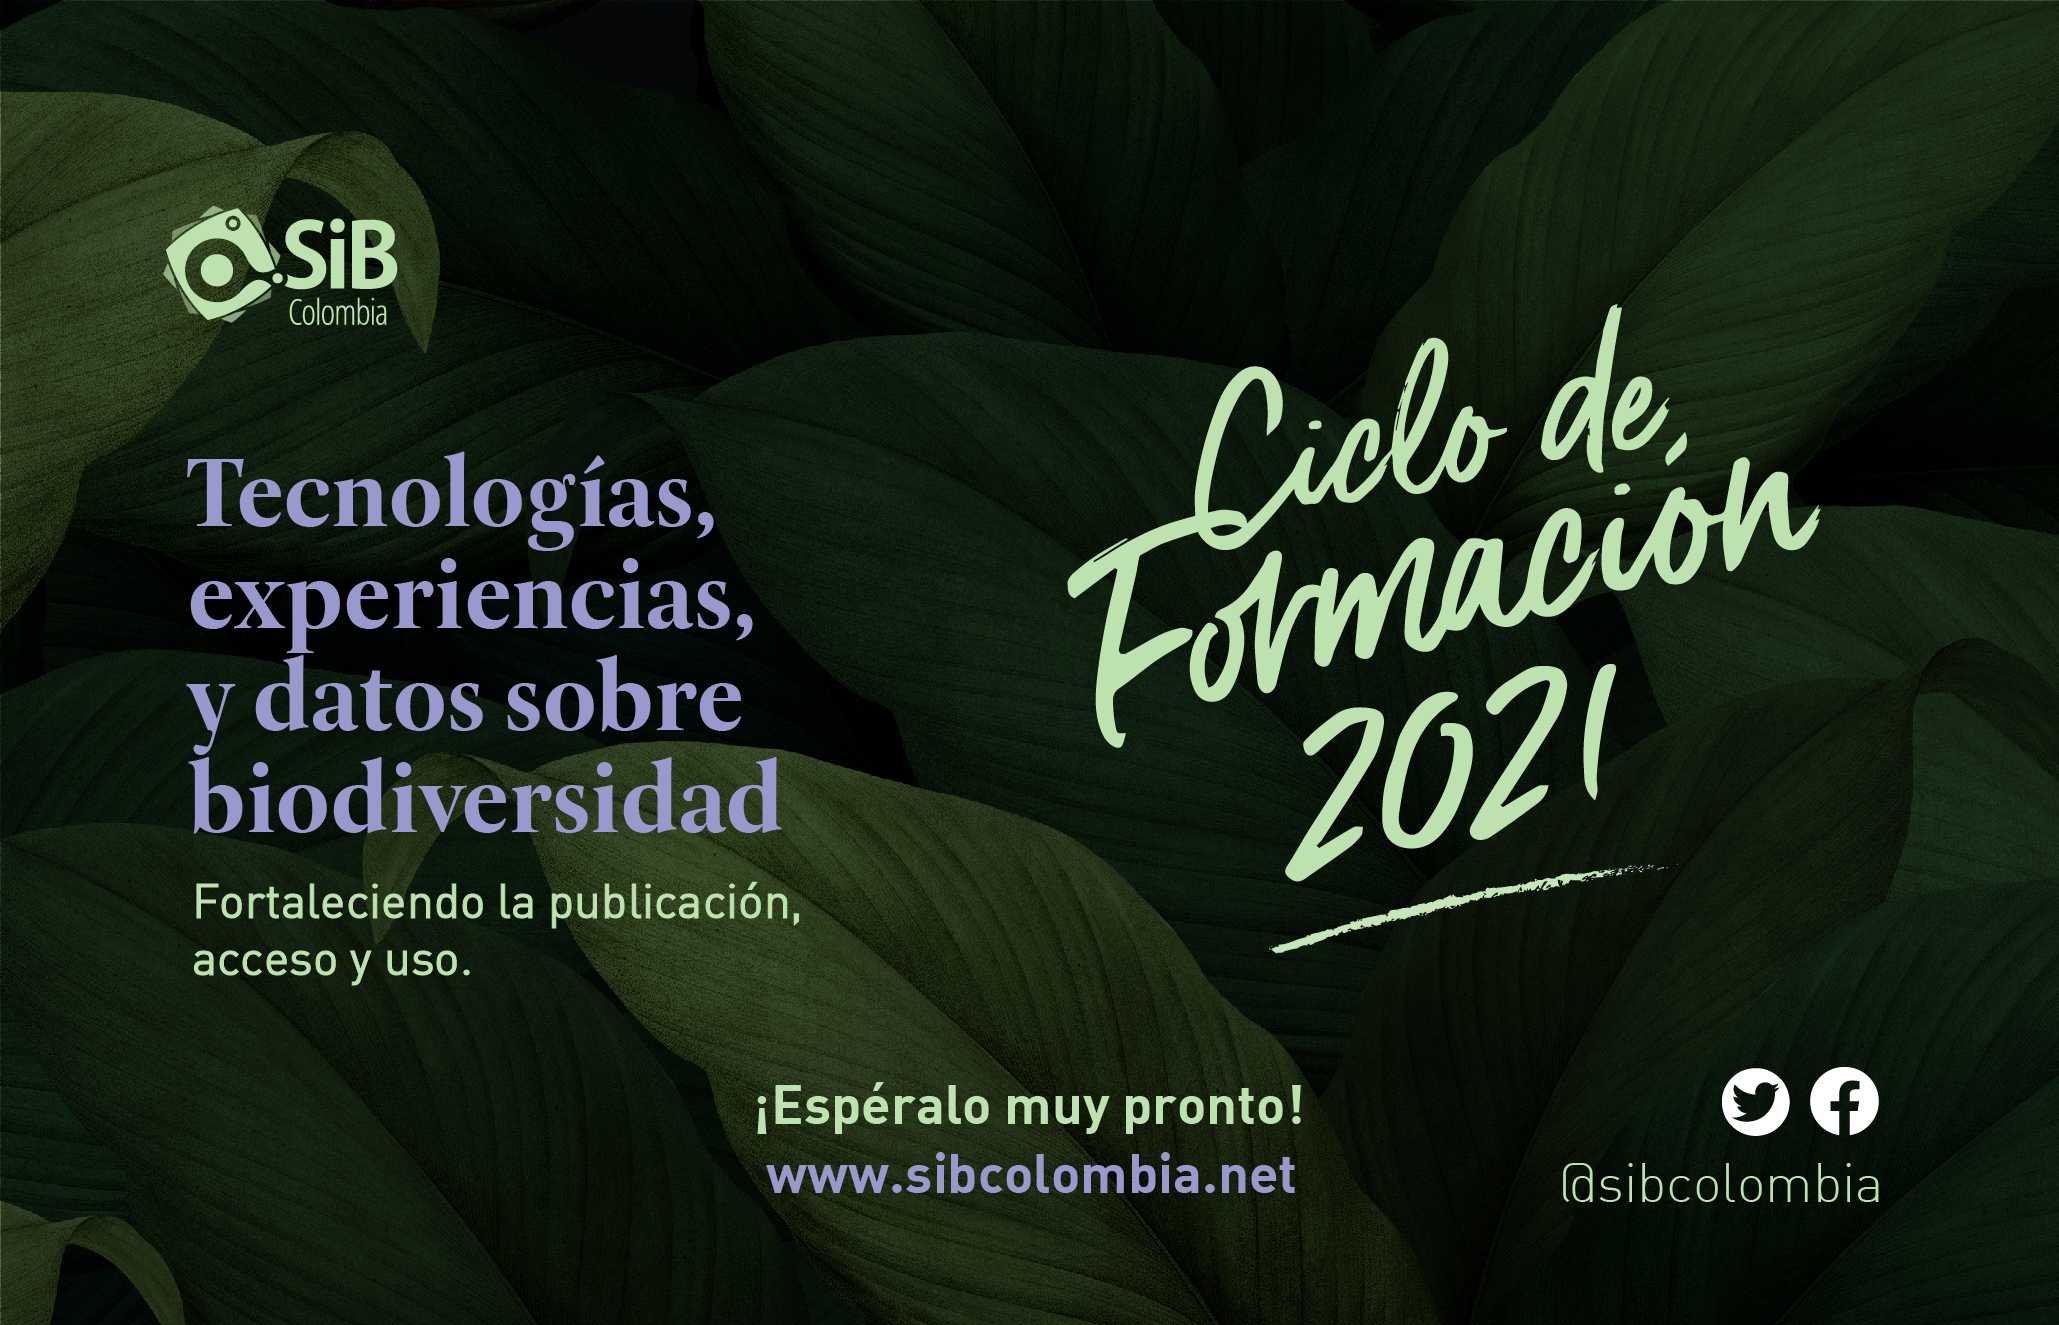 SiB
Colombia
Tecnologías,
experiencias,
y datos sobre
biodiversidad
Fortaleciendo la publicación,
acceso y uso.
Ciclo de
Formación
2021
¡Espéralo muy pronto!
www.sibcolombia.net
@sibcolombia